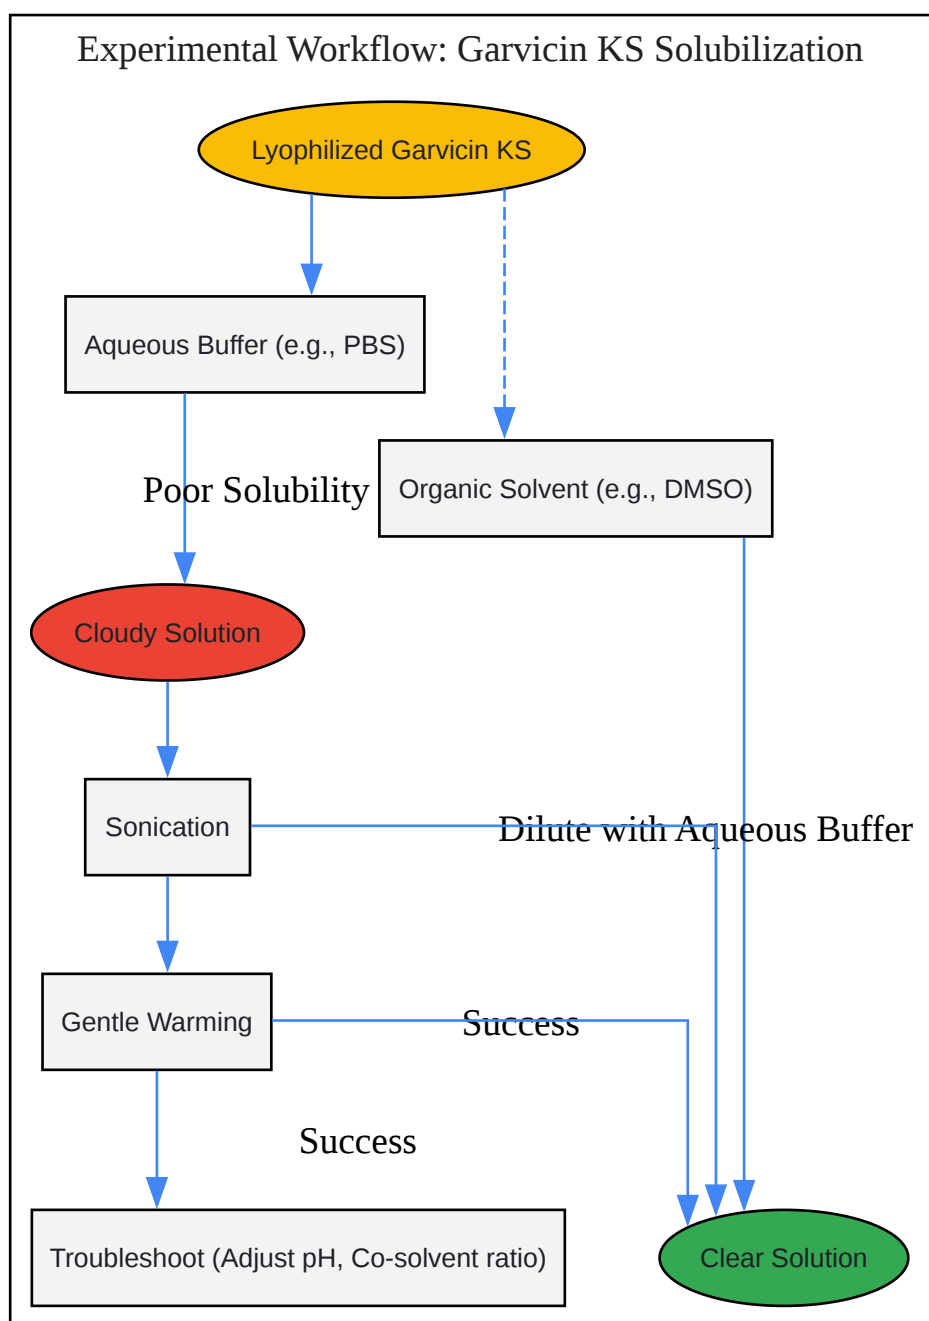 Experimental Workflow: Garvicin KS Solubilization
Lyophilized Garvicin KS
Aqueous Buffer (e.g., PBS)
Poor Solubility
Organic Solvent (e.g., DMSO)
Cloudy Solution
Sonication
Dilute with Aqueous Buffer
Gentle Warming
Success
Success
Troubleshoot (Adjust pH, Co-solvent ratio)
Clear Solution